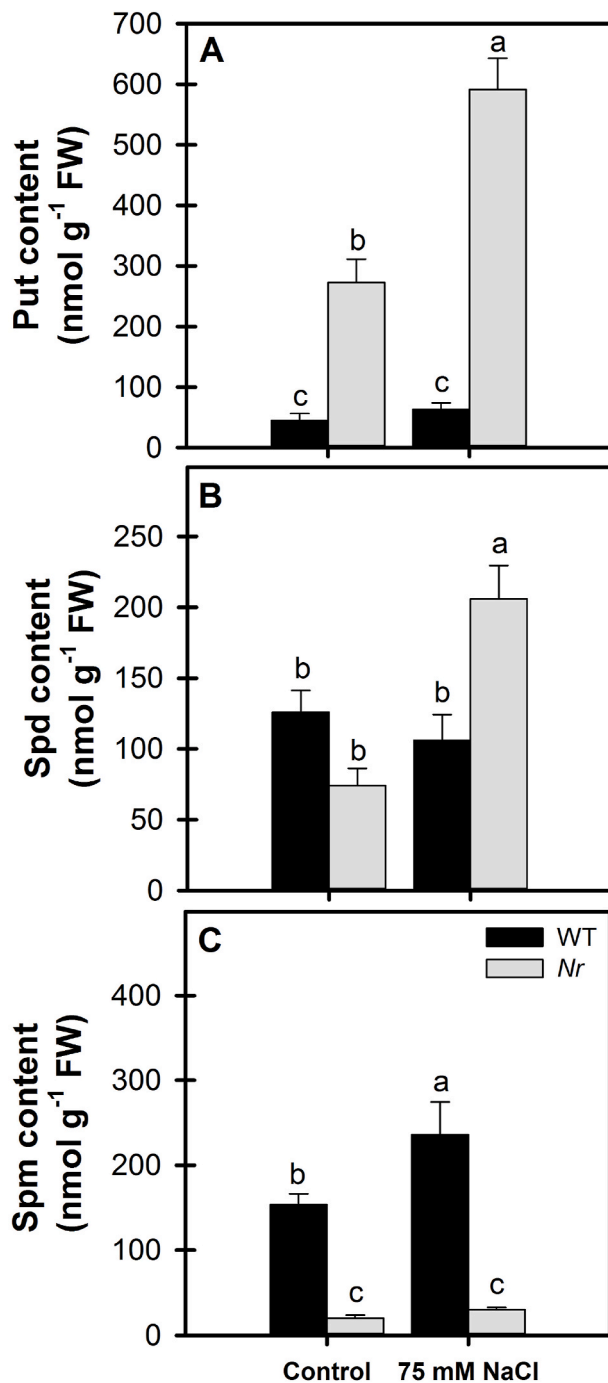 A
Put content
(nmol g⁻¹ FW)
700
600
500
400
300
200
100
0
c
b
c
a
B
Spd content
(nmol g⁻¹ FW)
250
200
150
100
50
0
b
b
b
a
C
WT
Nr
Spm content
(nmol g⁻¹ FW)
400
300
200
100
0
b
c
a
c
Control 75 mM NaCl